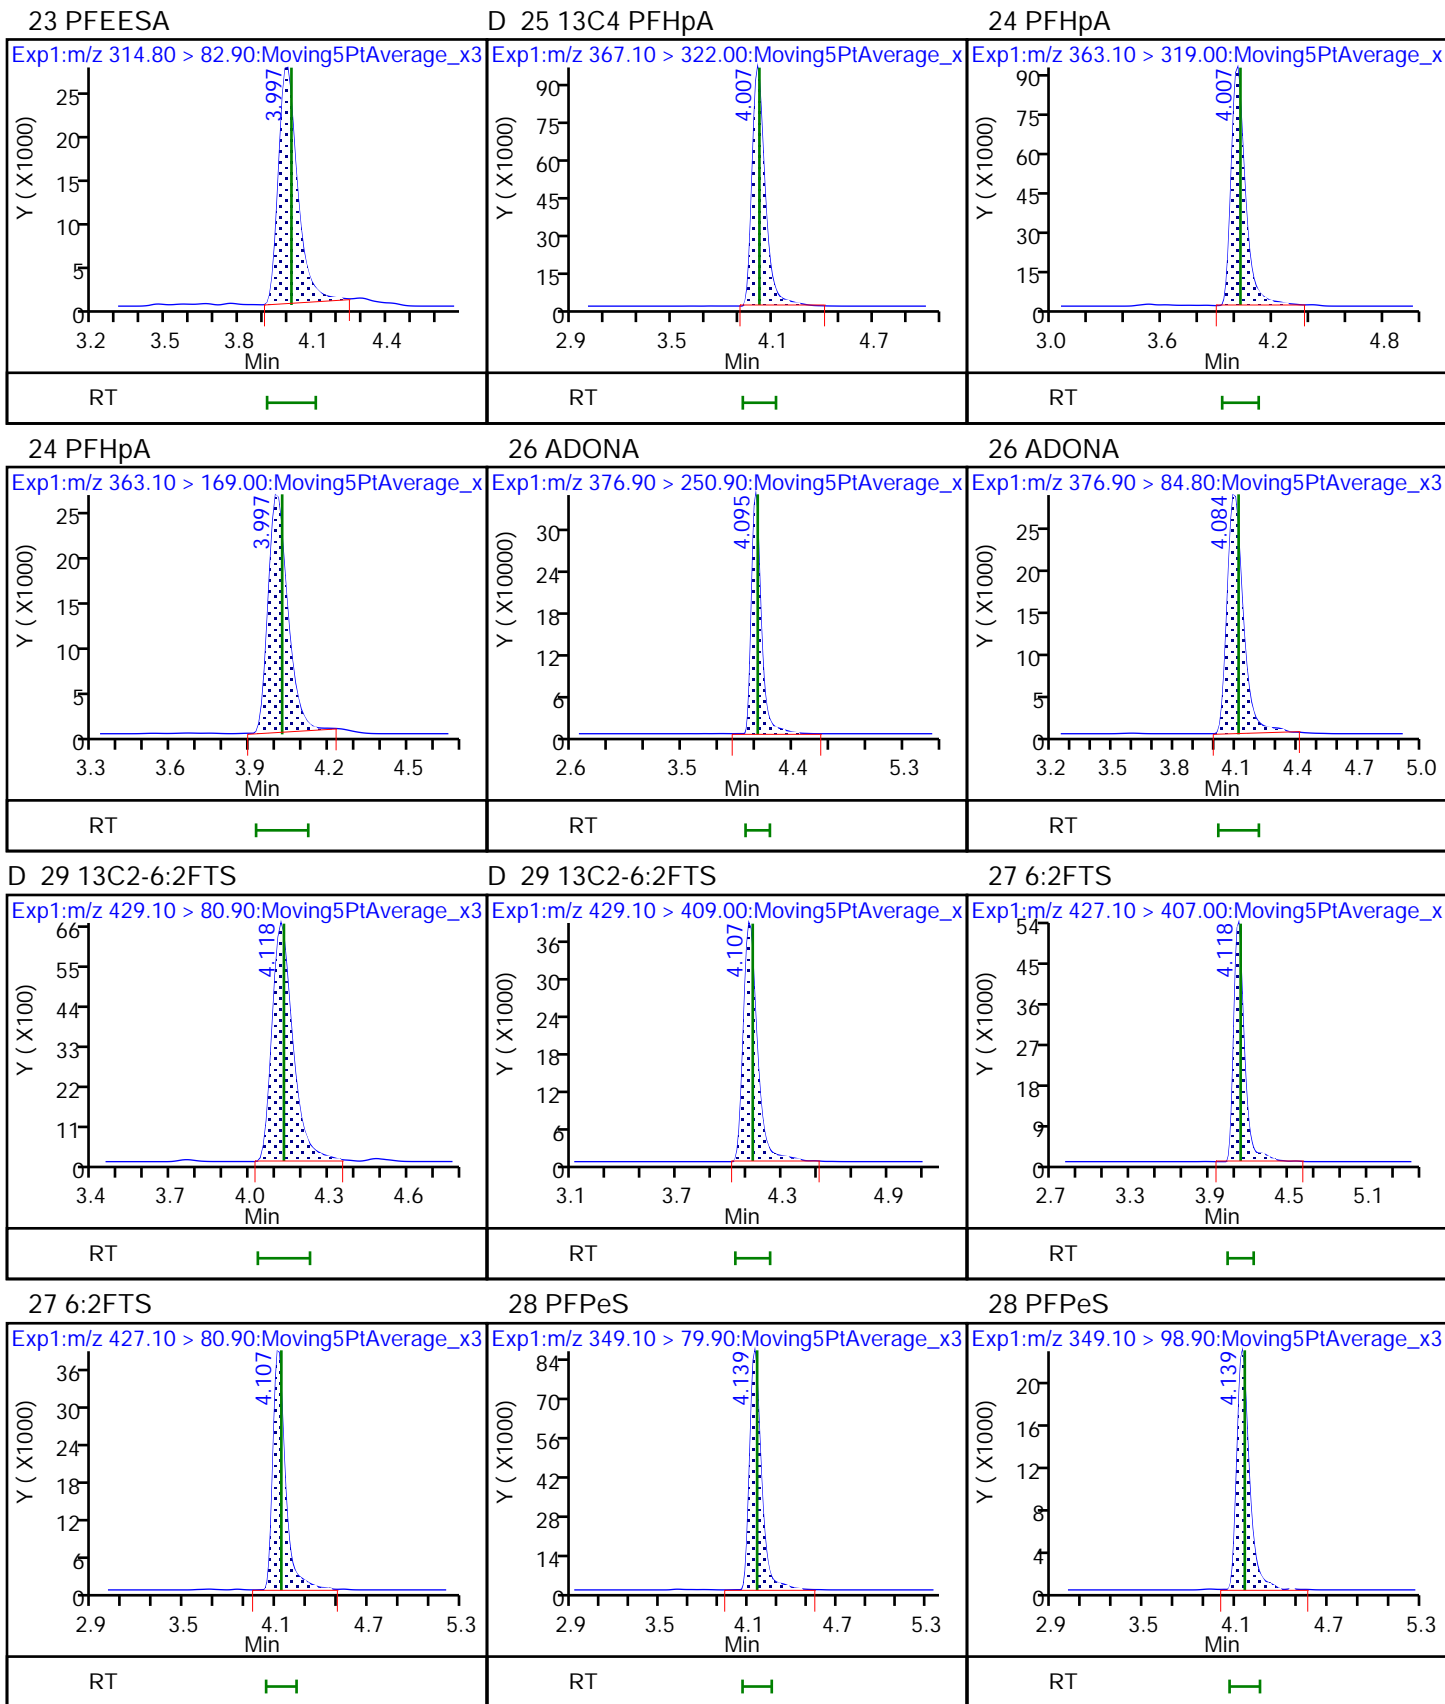 23 PFEESA
Exp1:m/z 314.80 > 82.90:Moving5PtAverage_x3
3.997
Y ( X1000)
25
20
15
10
5
0
3.2 3.5 3.8 4.1 4.4
Min
RT
D 25 13C4 PFHpA
Exp1:m/z 367.10 > 322.00:Moving5PtAverage_x
4.007
Y ( X1000)
90
75
60
45
30
15
0
2.9 3.5 4.1 4.7
Min
RT
24 PFHpA
Exp1:m/z 363.10 > 319.00:Moving5PtAverage_x
4.007
Y ( X1000)
90
75
60
45
30
15
0
3.0 3.6 4.2 4.8
Min
RT
24 PFHpA
Exp1:m/z 363.10 > 169.00:Moving5PtAverage_x
3.997
Y ( X1000)
25
20
15
10
5
0
3.3 3.6 3.9 4.2 4.5
Min
RT
26 ADONA
Exp1:m/z 376.90 > 250.90:Moving5PtAverage_x
4.095
Y ( X10000)
30
24
18
12
6
0
2.6 3.5 4.4 5.3
Min
RT
26 ADONA
Exp1:m/z 376.90 > 84.80:Moving5PtAverage_x3
4.084
Y ( X1000)
25
20
15
10
5
0
3.2 3.5 3.8 4.1 4.4 4.7 5.0
Min
RT
D 29 13C2-6:2FTS
Exp1:m/z 429.10 > 80.90:Moving5PtAverage_x3
4.118
Y ( X100)
66
55
44
33
22
11
0
3.4 3.7 4.0 4.3 4.6
Min
RT
D 29 13C2-6:2FTS
Exp1:m/z 429.10 > 409.00:Moving5PtAverage_x
4.107
Y ( X1000)
36
30
24
18
12
6
0
3.1 3.7 4.3 4.9
Min
RT
27 6:2FTS
Exp1:m/z 427.10 > 407.00:Moving5PtAverage_x
4.118
Y ( X1000)
54
45
36
27
18
9
0
2.7 3.3 3.9 4.5 5.1
Min
RT
27 6:2FTS
Exp1:m/z 427.10 > 80.90:Moving5PtAverage_x3
4.107
Y ( X1000)
36
30
24
18
12
6
0
2.9 3.5 4.1 4.7 5.3
Min
RT
28 PFPeS
Exp1:m/z 349.10 > 79.90:Moving5PtAverage_x3
4.139
Y ( X1000)
84
70
56
42
28
14
0
2.9 3.5 4.1 4.7
Min
RT
28 PFPeS
Exp1:m/z 349.10 > 98.90:Moving5PtAverage_x3
4.139
Y ( X1000)
20
16
12
8
4
0
2.9 3.5 4.1 4.7 5.3
Min
RT